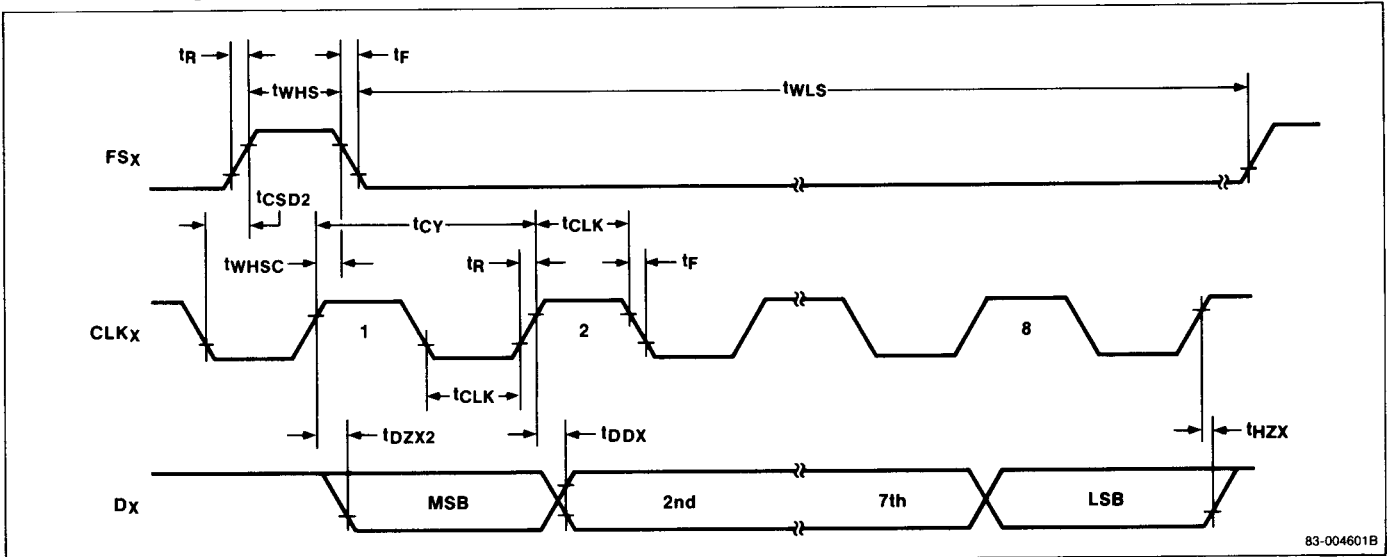 tR tF
tWHS tWLS
FSX
tCSD2 tCY tCLK
tWHSC tR tF
CLKX 1 2 8
tCLK
tDZX2 tDDX tHZX
DX MSB 2nd 7th LSB
83-004601B